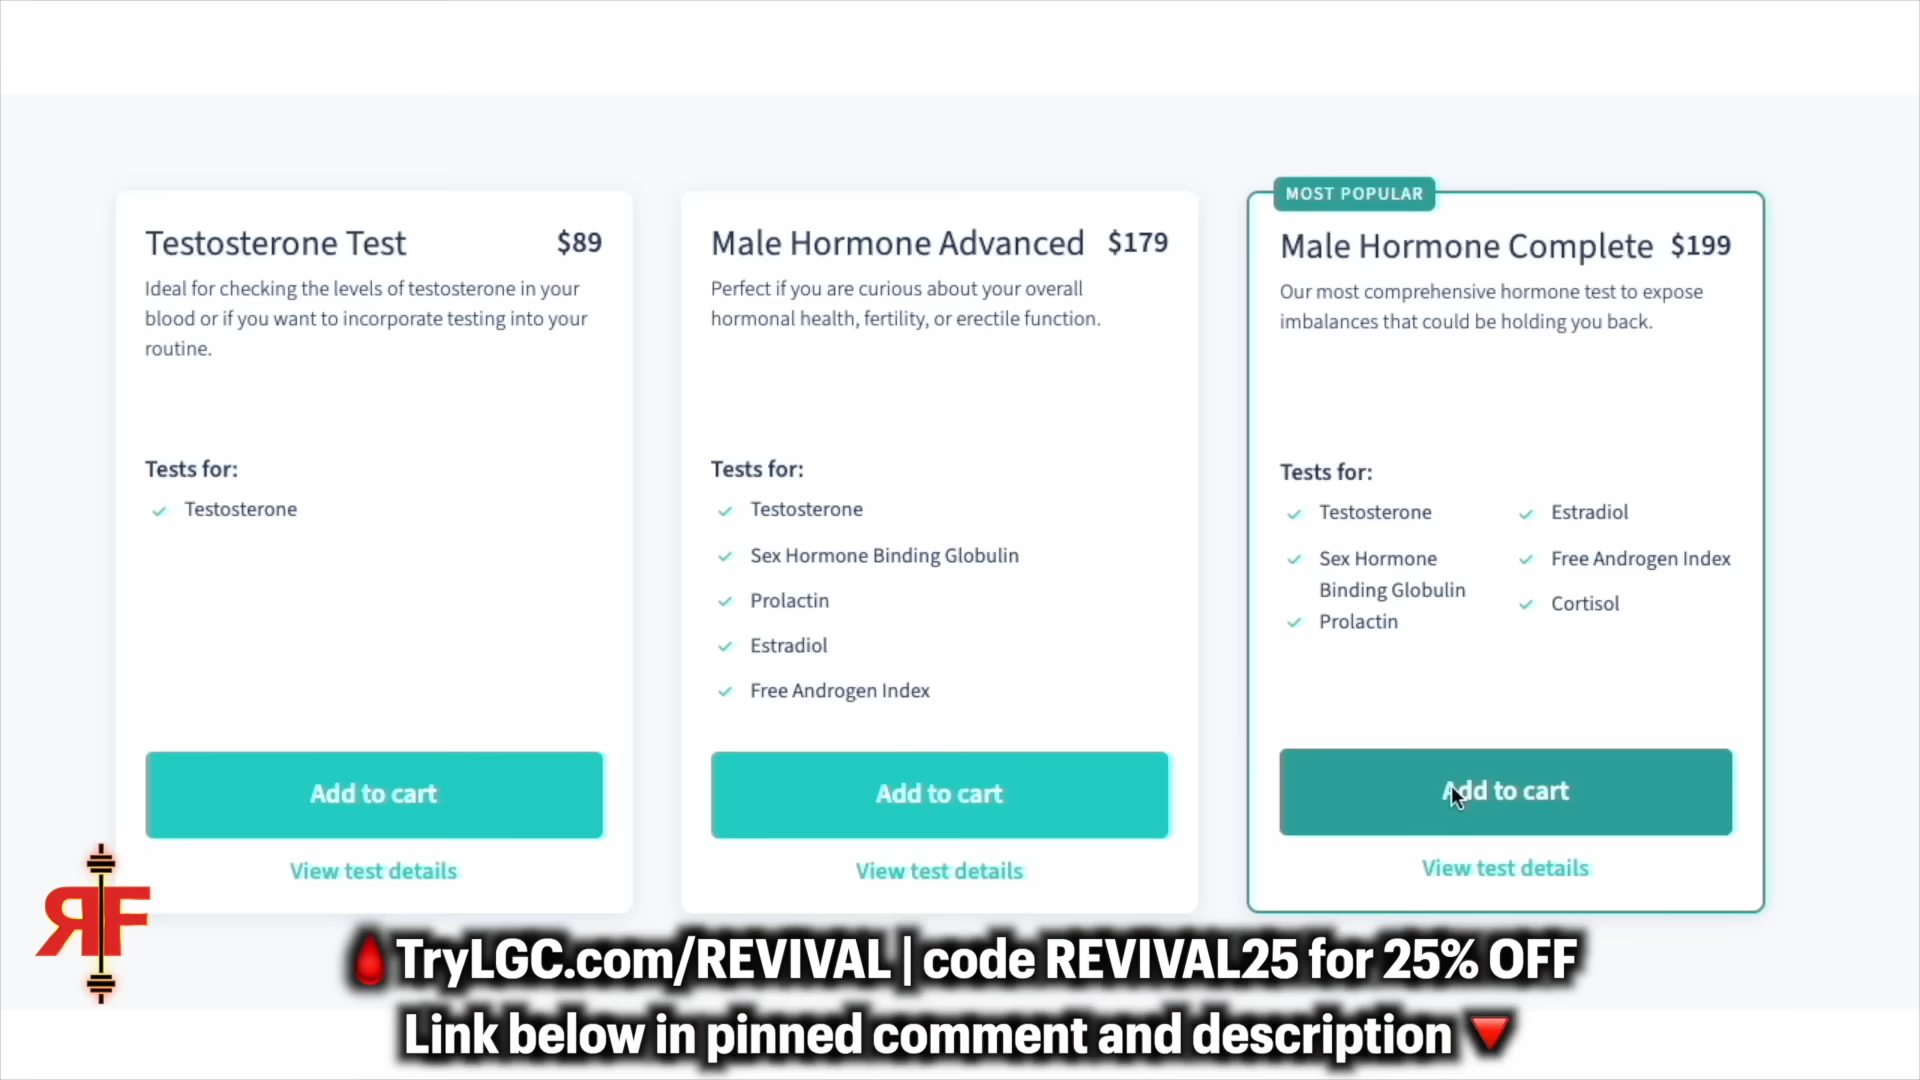 Testosterone Test $89
Ideal for checking the levels of testosterone in your
blood or if you want to incorporate testing into your
routine.
Tests for:
Testosterone
Add to cart
View test details
Male Hormone Advanced $179
Perfect if you are curious about your overall
hormonal health, fertility, or erectile function.
Tests for:
Testosterone
Sex Hormone Binding Globulin
Prolactin
Estradiol
Free Androgen Index
Add to cart
View test details
MOST POPULAR
Male Hormone Complete $199
Our most comprehensive hormone test to expose
imbalances that could be holding you back.
Tests for:
Testosterone
Sex Hormone
Binding Globulin
Prolactin
Estradiol
Free Androgen Index
Cortisol
Add to cart
View test details
RF
TryLGC.com/REVIVAL | code REVIVAL25 for 25% OFF
Link below in pinned comment and description